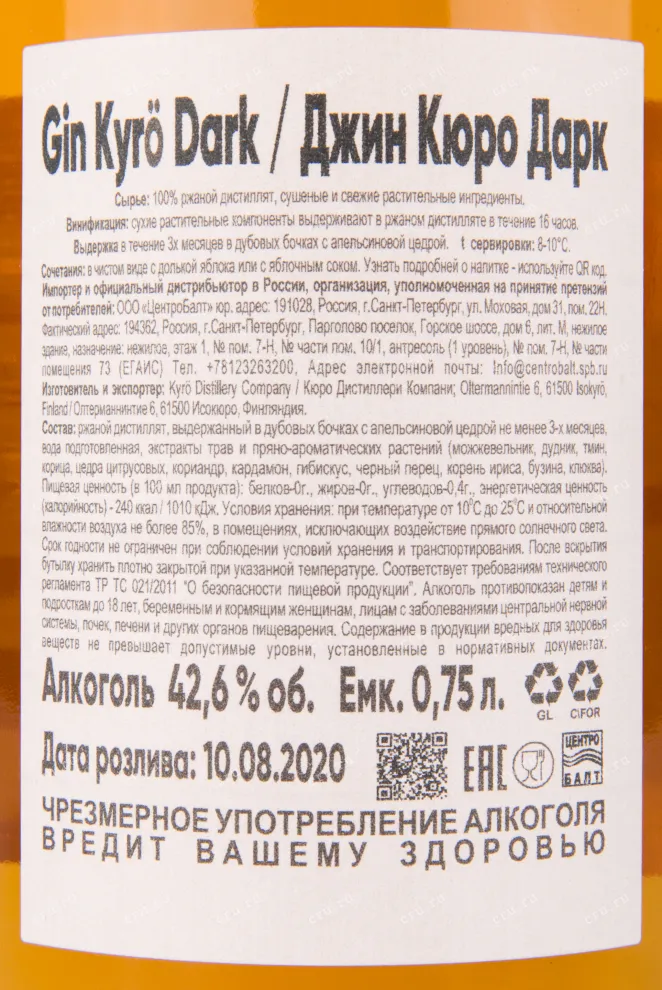 Gin Kyrö Dark / Джин Кюро Дарк
Сырье: 100% ржаной дистиллят, сушеные и свежие растительные ингредиенты.
Винификация: сухие растительные компоненты выдерживают в ржаном дистилляте в течение 16 часов.
Выдержка в течение 3х месяцев в дубовых бочках с апельсиновой цедрой. t сервировки: 8-10°C.
Сочетания: в чистом виде с долькой яблока или с яблочным соком. Узнать подробней о напитке - используйте QR код.
Импортер и официальный дистрибьютор в России, организация, уполномоченная на принятие претензий
от потребителей: ООО «ЦентроБалт» юр. адрес: 191028, Россия, г.Санкт-Петербург, ул. Моховая, дом 31, пом. 22Н.
Фактический адрес: 194362, Россия, г.Санкт-Петербург, Парголово поселок, Горское шоссе, дом 6, лит. М, нежилое
здание, назначение: нежилое, этаж 1, № пом. 7-Н, № части пом. 10/1, антресоль (1 уровень), № пом. 7-Н, № части
помещения 73 (ЕГАИС) Тел. +78123263200, Адрес электронной почты: Info@centrobalt.spb.ru
Изготовитель и экспортер: Kyrö Distillery Company / Кюро Дистиллери Компани; Oltermannintie 6, 61500 Isokyrö,
Finland / Олтерманнинтие 6, 61500 Исокюро, Финляндия.
Состав: ржаной дистиллят, выдержанный в дубовых бочках с апельсиновой цедрой не менее 3-х месяцев,
вода подготовленная, экстракты трав и пряно-ароматических растений (можжевельник, дудник, тмин,
корица, цедра цитрусовых, кориандр, кардамон, гибискус, черный перец, корень ириса, бузина, клюква).
Пищевая ценность (в 100 мл продукта): белков-0г., жиров-0г., углеводов-0,4г., энергетическая ценность
(калорийность) - 240 ккал / 1010 кДж. Условия хранения: при температуре от 10°С до 25°С и относительной
влажности воздуха не более 85%, в помещениях, исключающих воздействие прямого солнечного света.
Срок годности не ограничен при соблюдении условий хранения и транспортирования. После вскрытия
бутылку хранить плотно закрытой при указанной температуре. Соответствует требованиям технического
регламента ТР ТС 021/2011 "О безопасности пищевой продукции". Алкоголь противопоказан детям и
подросткам до 18 лет, беременным и кормящим женщинам, лицам с заболеваниями центральной нервной
системы, почек, печени и других органов пищеварения. Содержание в продукции вредных для здоровья
веществ не превышает допустимые уровни, установленные в нормативных документах.
Алкоголь 42,6 % об. Емк. 0,75 л.
GL C\FOR
Дата розлива: 10.08.2020
EAC
ЦЕНТРО
БАЛТ
ЧРЕЗМЕРНОЕ УПОТРЕБЛЕНИЕ АЛКОГОЛЯ
ВРЕДИТ ВАШЕМУ ЗДОРОВЬЮ